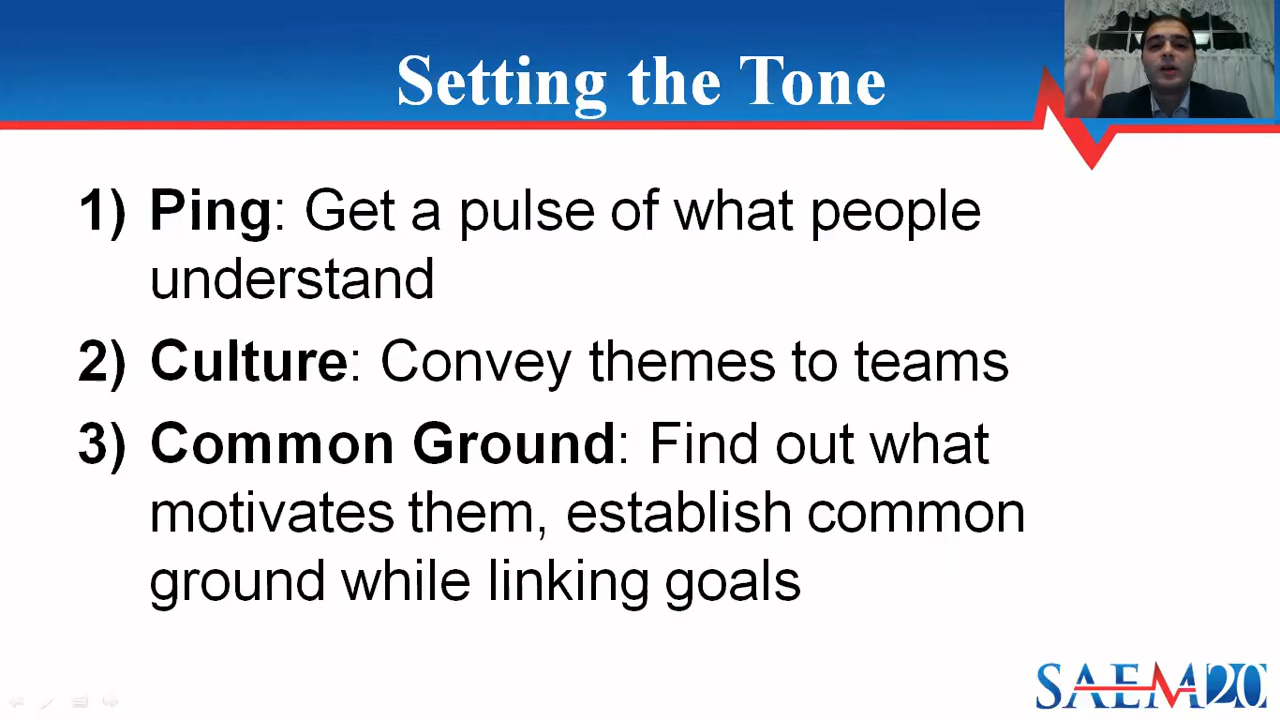 Setting the Tone
1) Ping: Get a pulse of what people
understand
2) Culture: Convey themes to teams
3) Common Ground: Find out what
motivates them, establish common
ground while linking goals
SAEM20